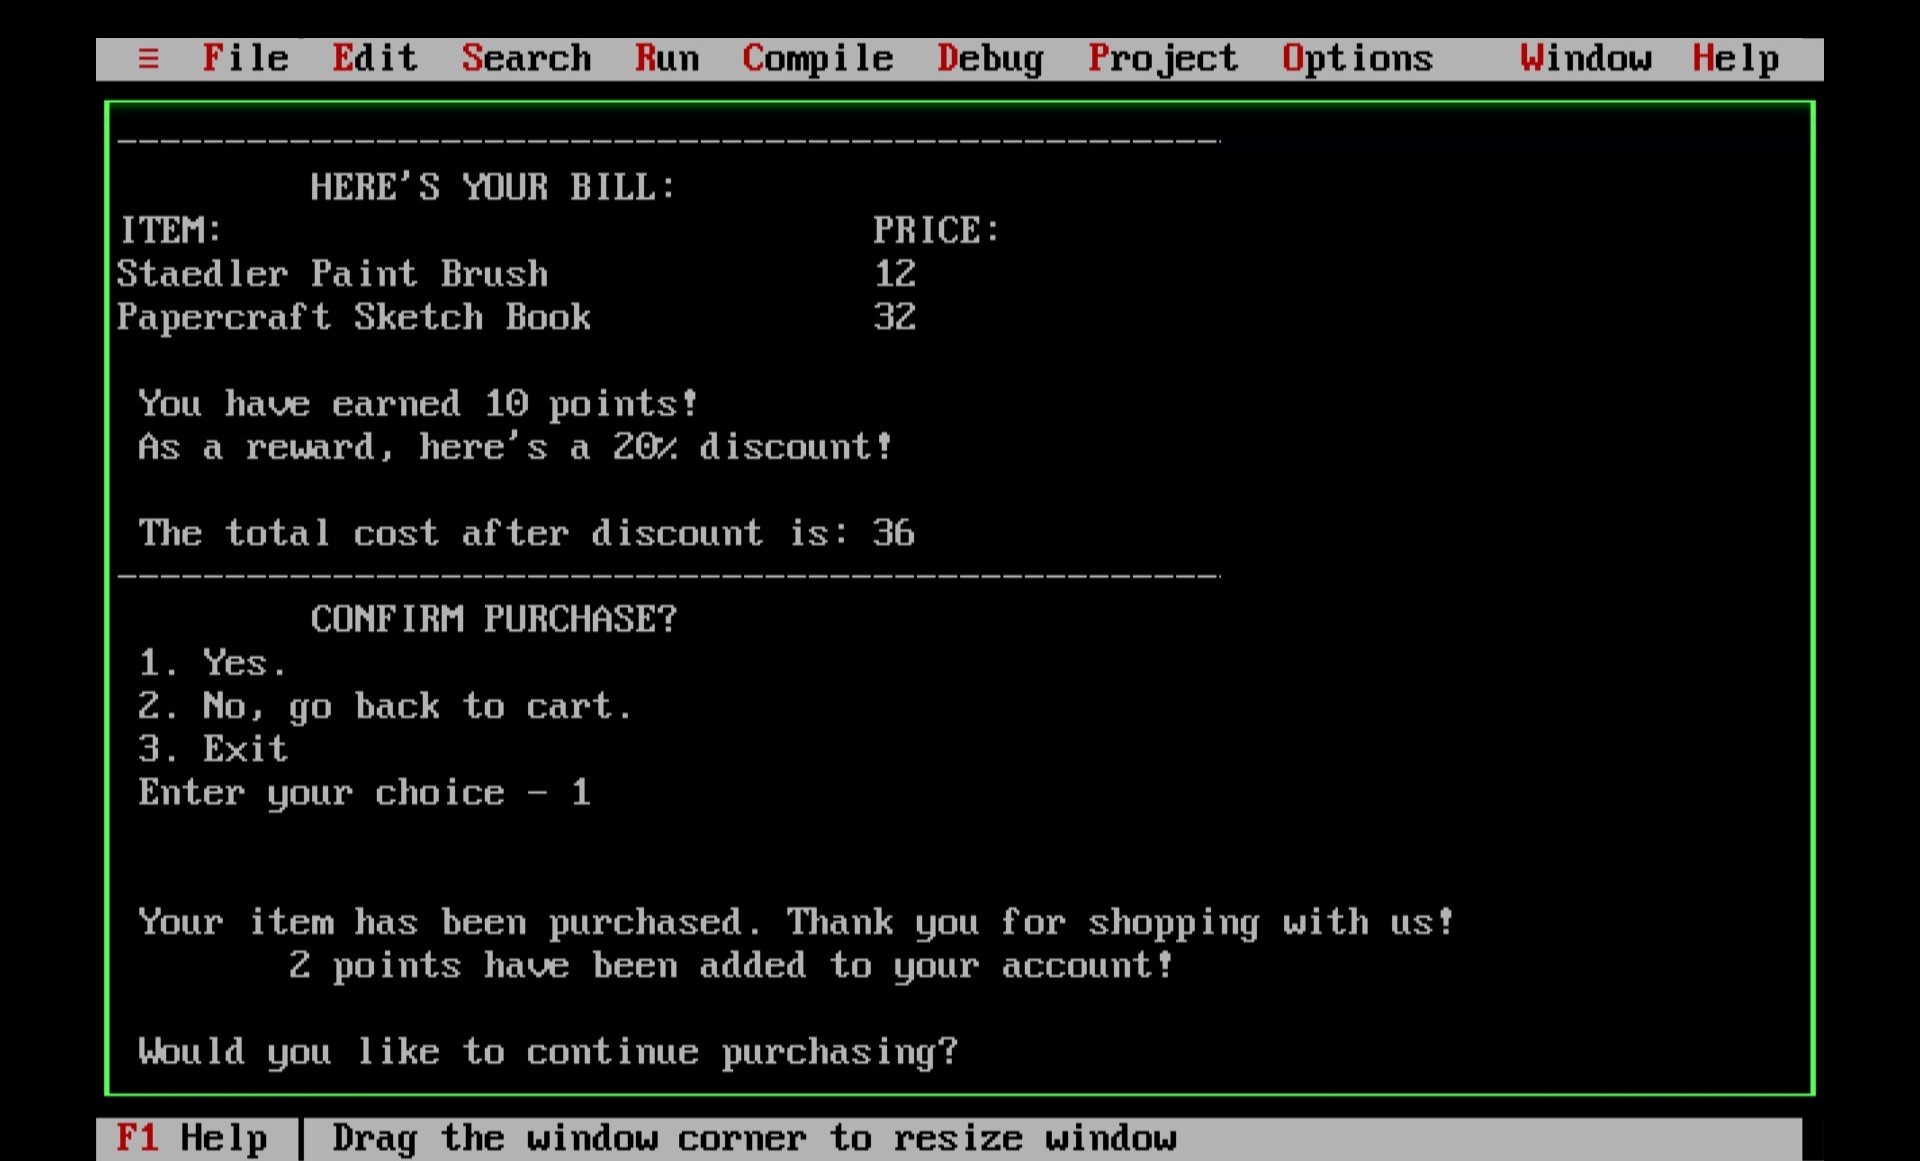 ≡ File Edit Search Run Compile Debug Project Options Window Help
---------------------------------------------------
HERE'S YOUR BILL:
ITEM: PRICE:
Staedler Paint Brush 12
Papercraft Sketch Book 32
You have earned 10 points!
As a reward, here's a 20% discount!
The total cost after discount is: 36
---------------------------------------------------
CONFIRM PURCHASE?
1. Yes.
2. No, go back to cart.
3. Exit
Enter your choice - 1
Your item has been purchased. Thank you for shopping with us!
2 points have been added to your account!
Would you like to continue purchasing?
F1 Help | Drag the window corner to resize window